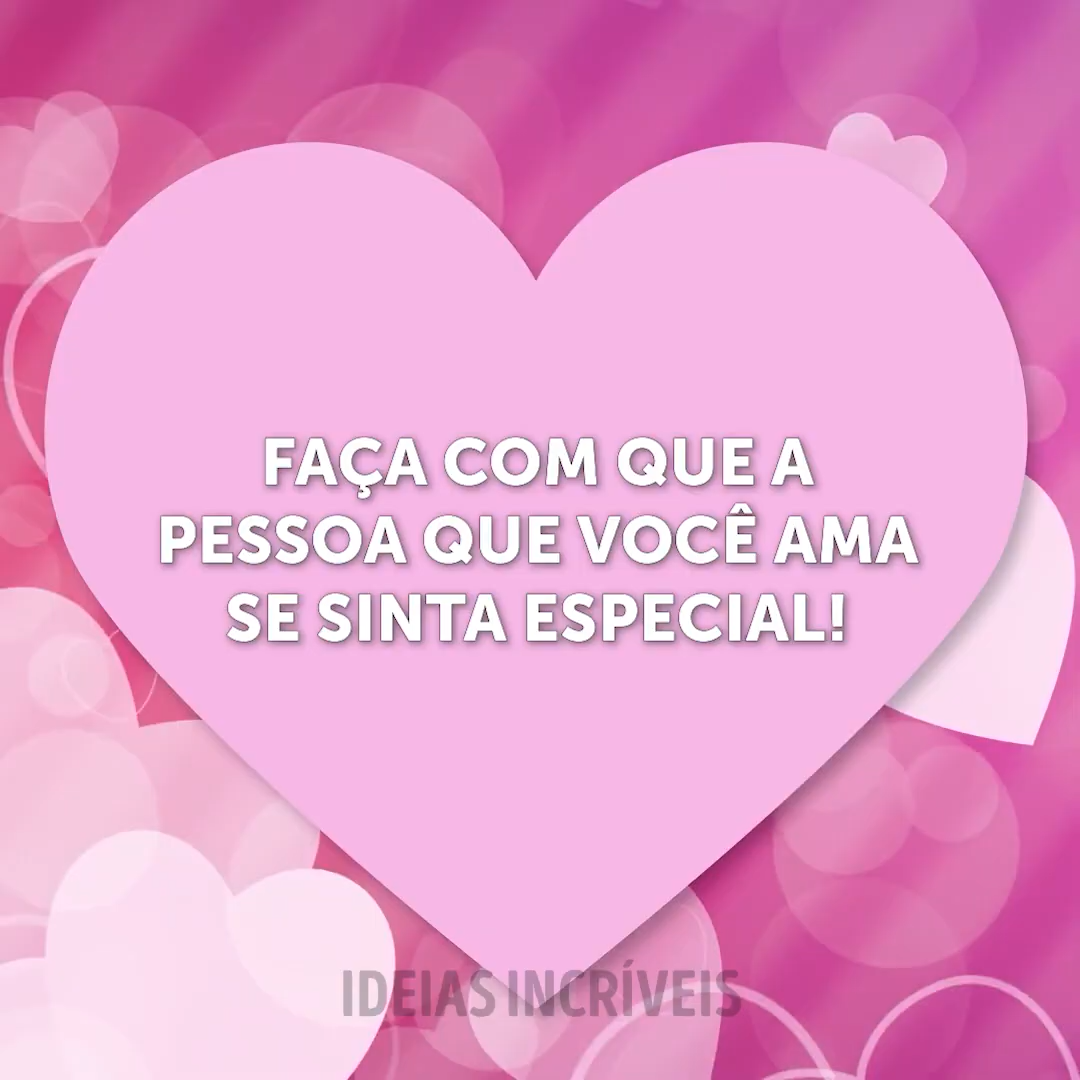 FAÇA COM QUE A
PESSOA QUE VOCÊ AMA
SE SINTA ESPECIAL!
IDEIAS INCRÍVEIS